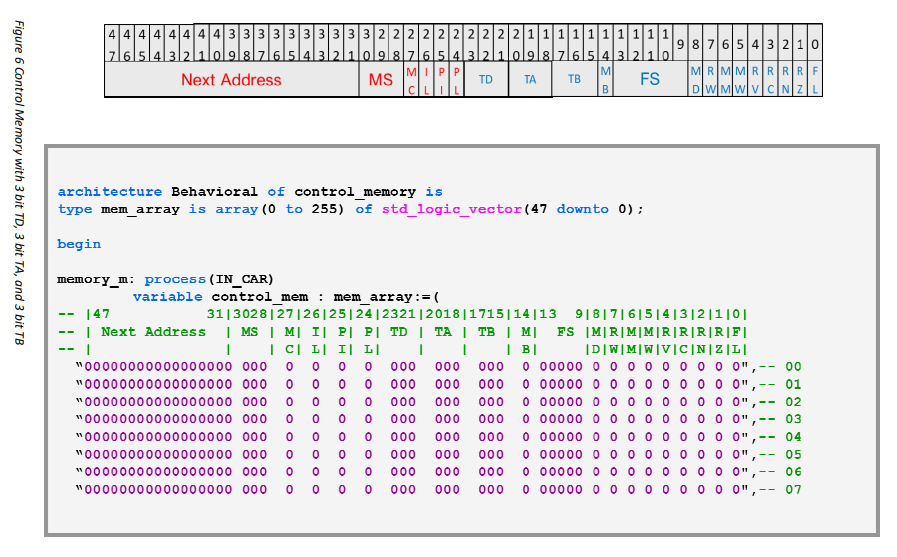 Figure 6 Control Memory with 3 bit TD, 3 bit TA, and 3 bit TB
47 46 45 44 43 42 41 40 39 38 37 36 35 34 33 32 31 30 29 28 27 26 25 24 23 22 21 20 19 18 17 16 15 14 13 12 11 10 9 8 7 6 5 4 3 2 1 0
Next Address MS MC IL PI PL TD TA TB MB FS MD RW MM MW RV RC RN RZ FL
architecture Behavioral of control_memory is
type mem_array is array(0 to 255) of std_logic_vector(47 downto 0);
begin
memory_m: process(IN_CAR)
variable control_mem : mem_array:=(
-- |47 31|3028|27|26|25|24|2321|2018|1715|14|13 9|8|7|6|5|4|3|2|1|0|
-- | Next Address | MS | M| I| P| P| TD | TA | TB | M| FS |M|R|M|M|R|R|R|R|F|
-- | | | C| L| I| L| | | | B| |D|W|M|W|V|C|N|Z|L|
“00000000000000000 000 0 0 0 0 000 000 000 0 00000 0 0 0 0 0 0 0 0 0",-- 00
“00000000000000000 000 0 0 0 0 000 000 000 0 00000 0 0 0 0 0 0 0 0 0",-- 01
“00000000000000000 000 0 0 0 0 000 000 000 0 00000 0 0 0 0 0 0 0 0 0",-- 02
“00000000000000000 000 0 0 0 0 000 000 000 0 00000 0 0 0 0 0 0 0 0 0",-- 03
“00000000000000000 000 0 0 0 0 000 000 000 0 00000 0 0 0 0 0 0 0 0 0",-- 04
“00000000000000000 000 0 0 0 0 000 000 000 0 00000 0 0 0 0 0 0 0 0 0",-- 05
“00000000000000000 000 0 0 0 0 000 000 000 0 00000 0 0 0 0 0 0 0 0 0",-- 06
“00000000000000000 000 0 0 0 0 000 000 000 0 00000 0 0 0 0 0 0 0 0 0",-- 07